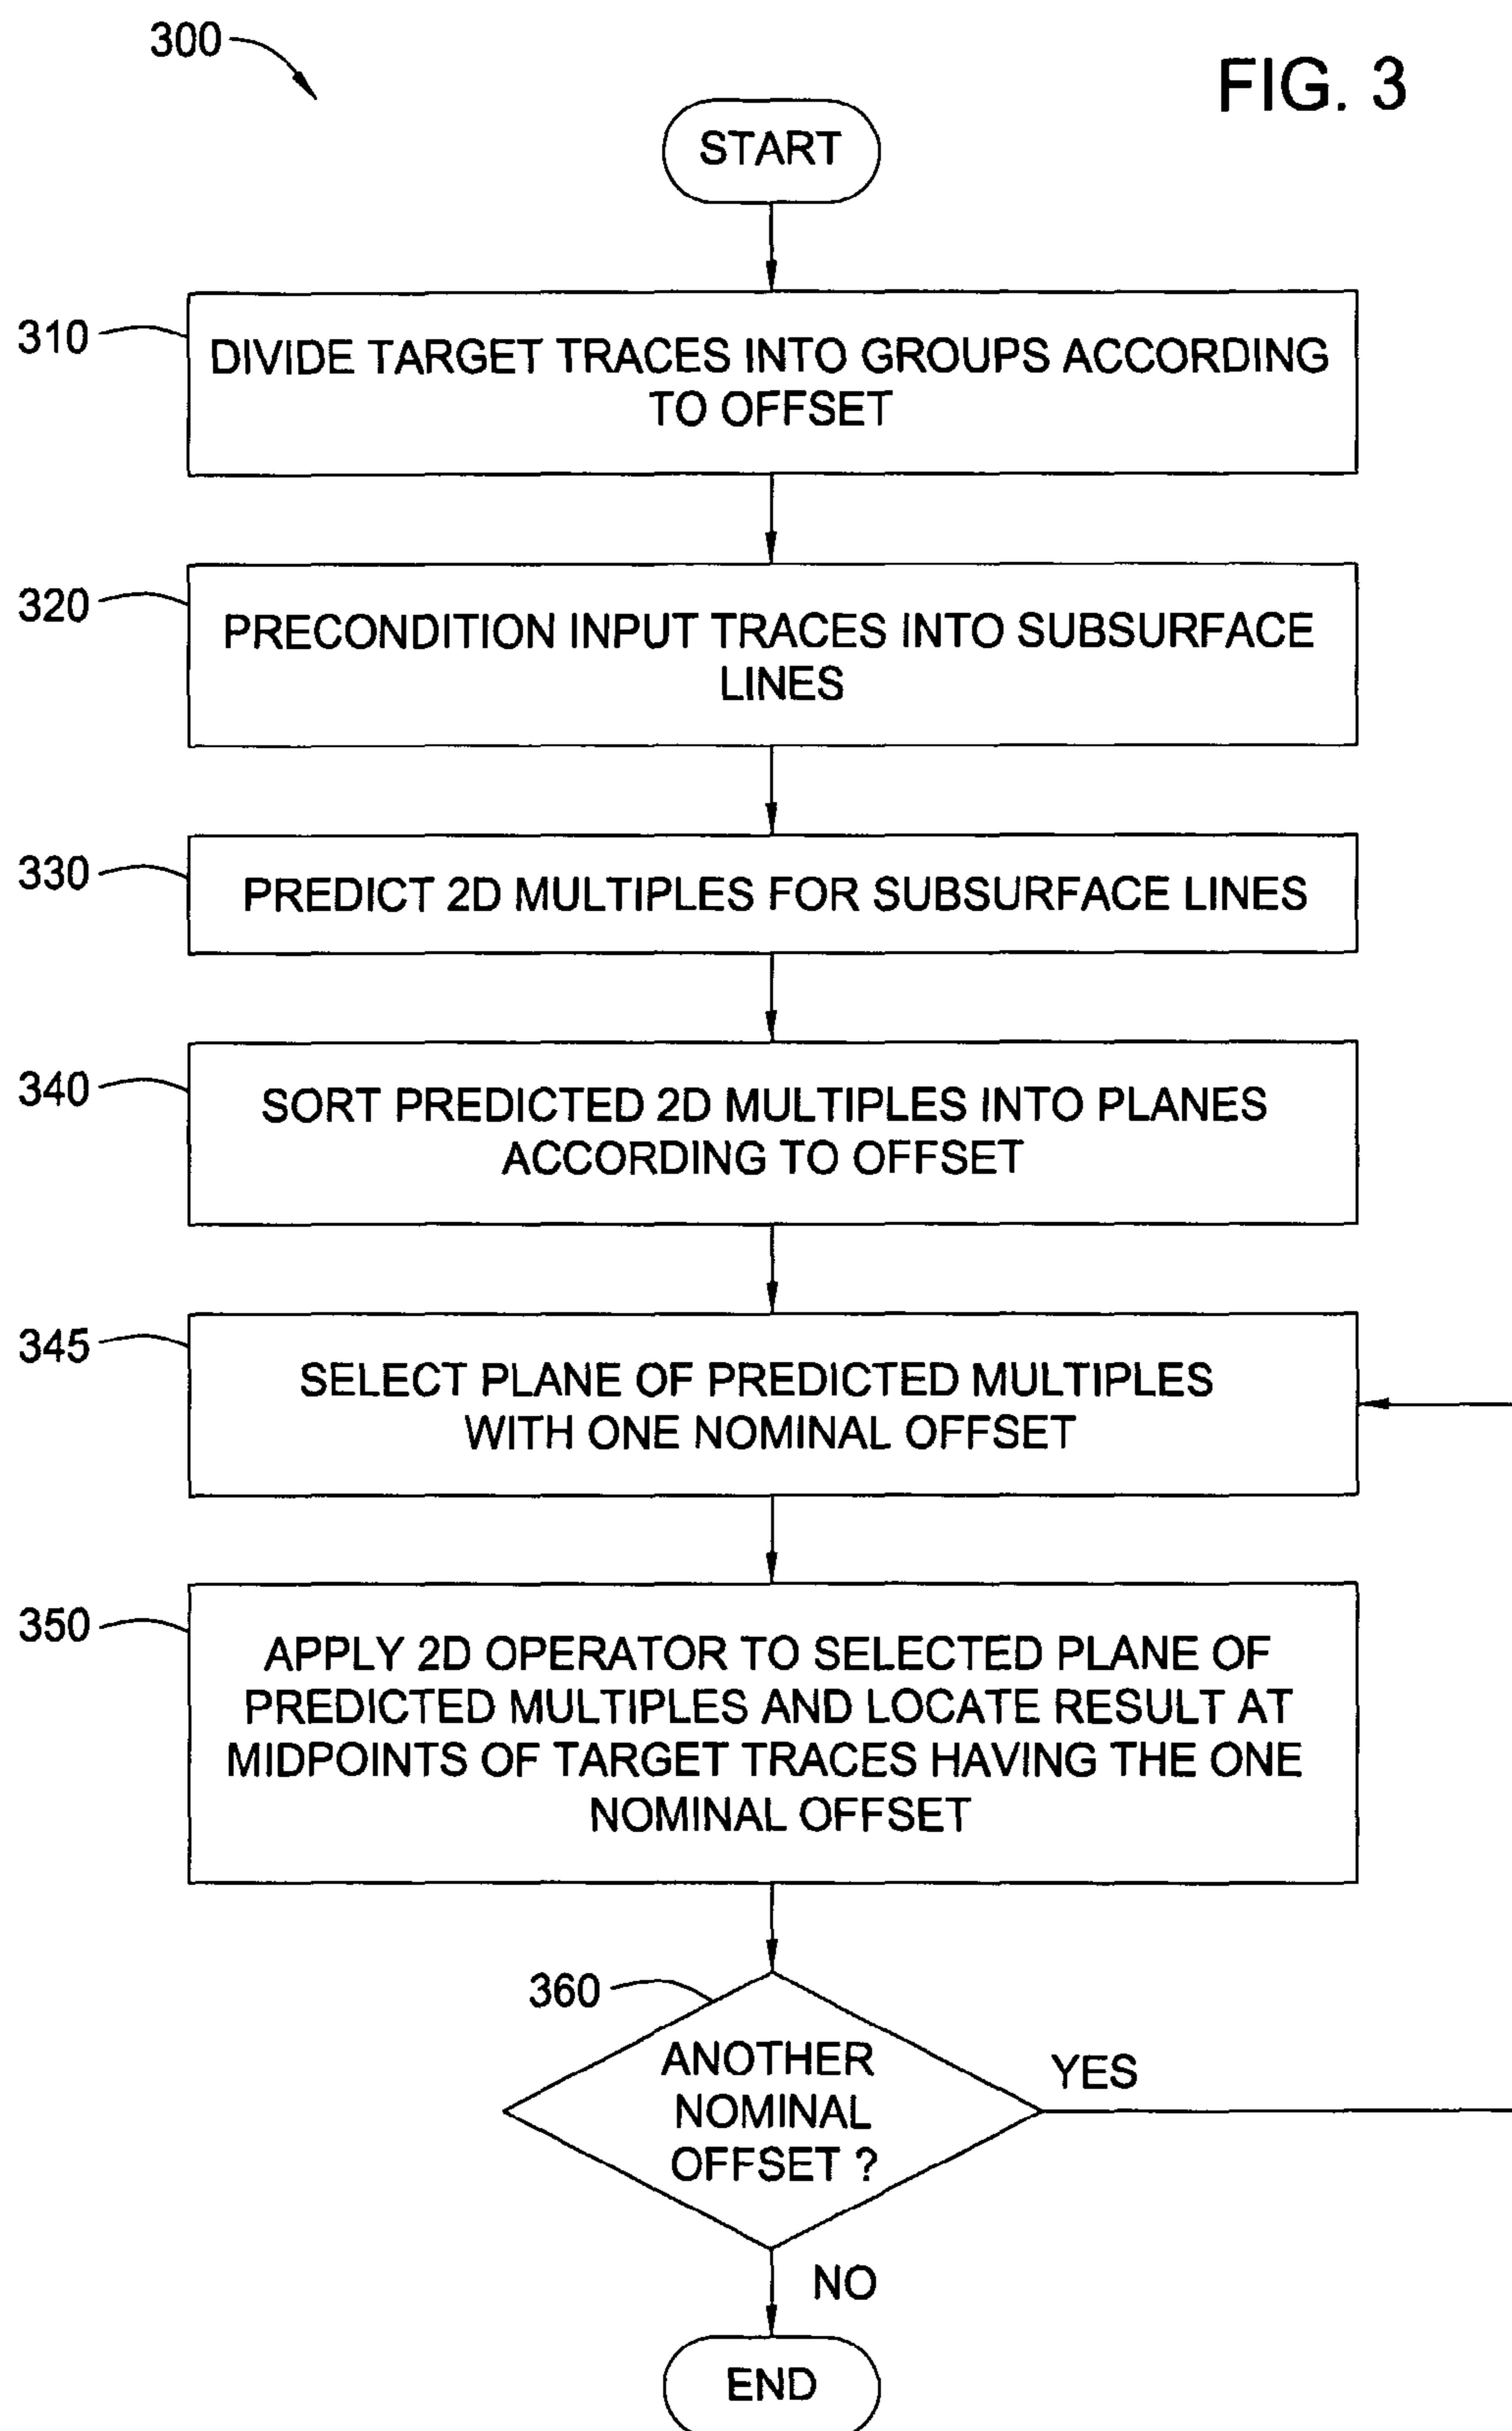 300
FIG. 3
START
310
DIVIDE TARGET TRACES INTO GROUPS ACCORDING
TO OFFSET
320
PRECONDITION INPUT TRACES INTO SUBSURFACE
LINES
330
PREDICT 2D MULTIPLES FOR SUBSURFACE LINES
340
SORT PREDICTED 2D MULTIPLES INTO PLANES
ACCORDING TO OFFSET
345
SELECT PLANE OF PREDICTED MULTIPLES
WITH ONE NOMINAL OFFSET
350
APPLY 2D OPERATOR TO SELECTED PLANE OF
PREDICTED MULTIPLES AND LOCATE RESULT AT
MIDPOINTS OF TARGET TRACES HAVING THE ONE
NOMINAL OFFSET
360
ANOTHER
NOMINAL
OFFSET ?
YES
NO
END